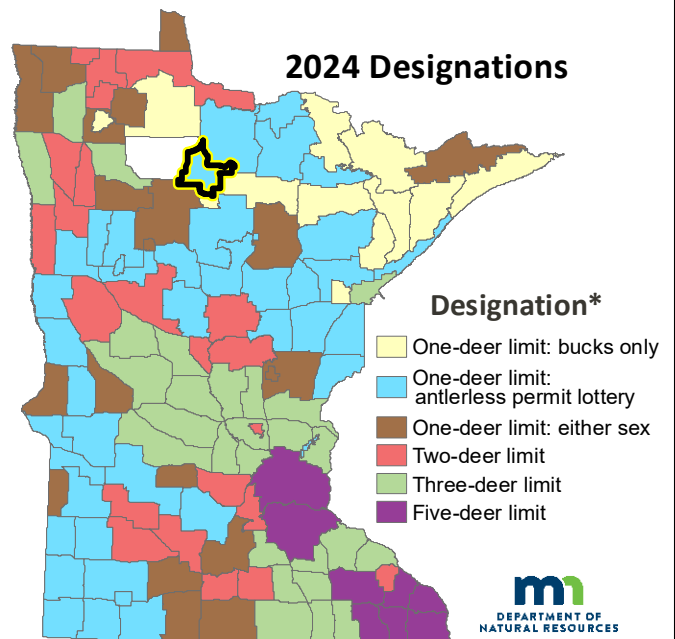 2024 Designations
Designation*
One-deer limit: bucks only
One-deer limit:
antlerless permit lottery
One-deer limit: either sex
Two-deer limit
Three-deer limit
Five-deer limit
mn
DEPARTMENT OF
NATURAL RESOURCES